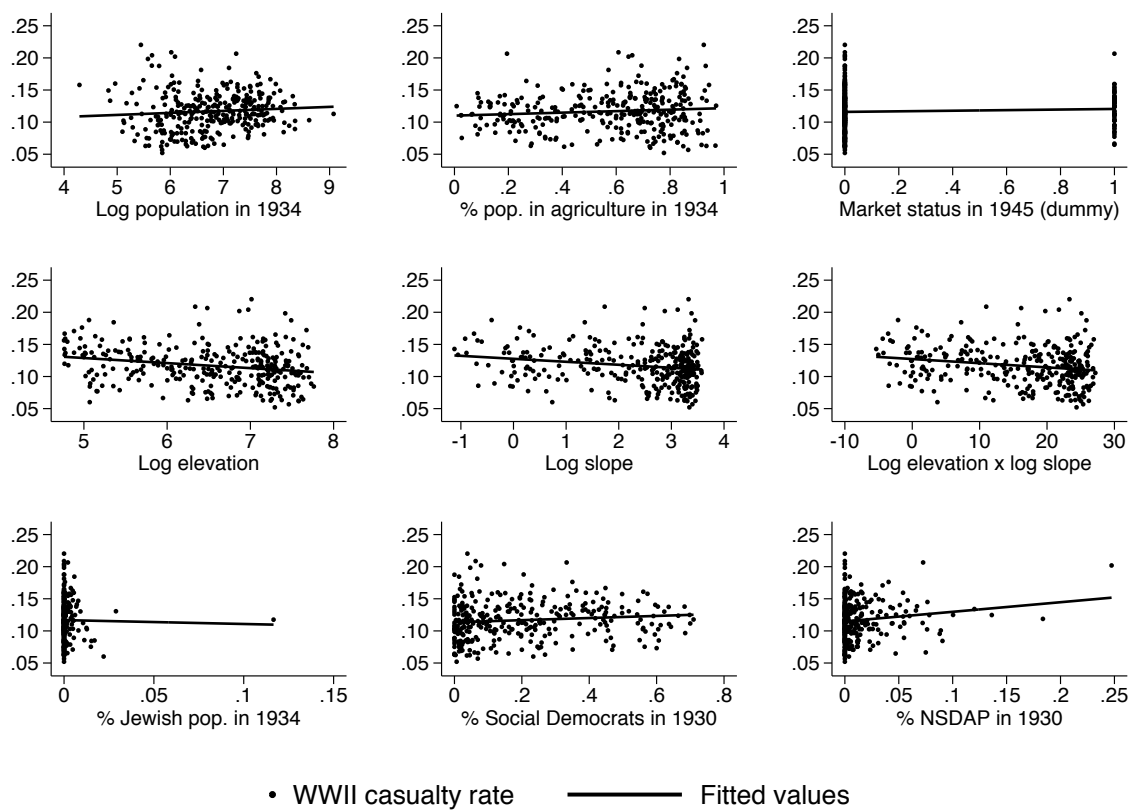 .25
.20
.15
.10
.05
4 5 6 7 8 9
Log population in 1934
.25
.20
.15
.10
.05
0 .2 .4 .6 .8 1
% pop. in agriculture in 1934
.25
.20
.15
.10
.05
0 .2 .4 .6 .8 1
Market status in 1945 (dummy)
.25
.20
.15
.10
.05
5 6 7 8
Log elevation
.25
.20
.15
.10
.05
-1 0 1 2 3 4
Log slope
.25
.20
.15
.10
.05
-10 0 10 20 30
Log elevation x log slope
.25
.20
.15
.10
.05
0 .05 .1 .15
% Jewish pop. in 1934
.25
.20
.15
.10
.05
0 .2 .4 .6 .8
% Social Democrats in 1930
.25
.20
.15
.10
.05
0 .05 .1 .15 .20 .25
% NSDAP in 1930
WWII casualty rate Fitted values